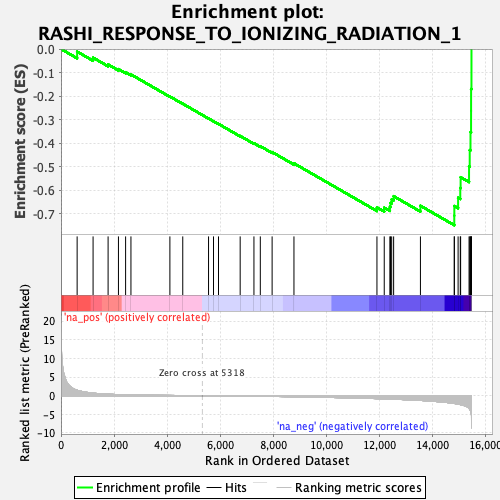 Enrichment plot:
RASHI_RESPONSE_TO_IONIZING_RADIATION_1
Enrichment score (ES)
0.0
-0.1
-0.2
-0.3
-0.4
-0.5
-0.6
-0.7
'na_pos' (positively correlated)
Ranked list metric (PreRanked)
20
15
10
5
0
-5
-10
Zero cross at 5318
'na_neg' (negatively correlated)
0 2,000 4,000 6,000 8,000 10,000 12,000 14,000 16,000
Rank in Ordered Dataset
Enrichment profile Hits Ranking metric scores